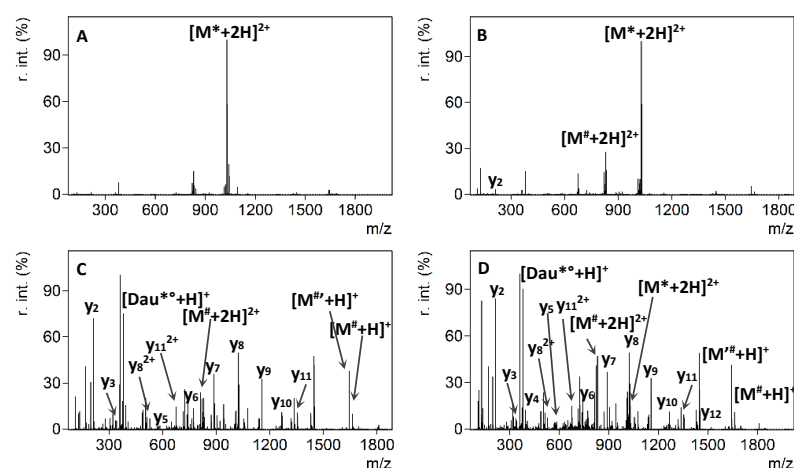 A
[M*+2H]²⁺
r. int. (%)
90
60
30
0
300 600 900 1200 1500 1800
m/z
B
[M*+2H]²⁺
[M#+2H]²⁺
y₂
r. int. (%)
90
60
30
0
300 600 900 1200 1500 1800
m/z
C
[Dau*°+H]⁺
[M#+2H]²⁺
[M#'+H]⁺
[M#+H]⁺
y₂
y₃
y₈²⁺
y₅
y₁₁²⁺
y₆
y₇
y₈
y₉
y₁₀
y₁₁
r. int. (%)
90
60
30
0
300 600 900 1200 1500 1800
m/z
D
[Dau*°+H]⁺
[M*+2H]²⁺
[M#+2H]²⁺
[M'#+H]⁺
[M#+H]⁺
y₂
y₃
y₄
y₈²⁺
y₅
y₁₁²⁺
y₆
y₇
y₈
y₉
y₁₀
y₁₁
y₁₂
r. int. (%)
90
60
30
0
300 600 900 1200 1500 1800
m/z